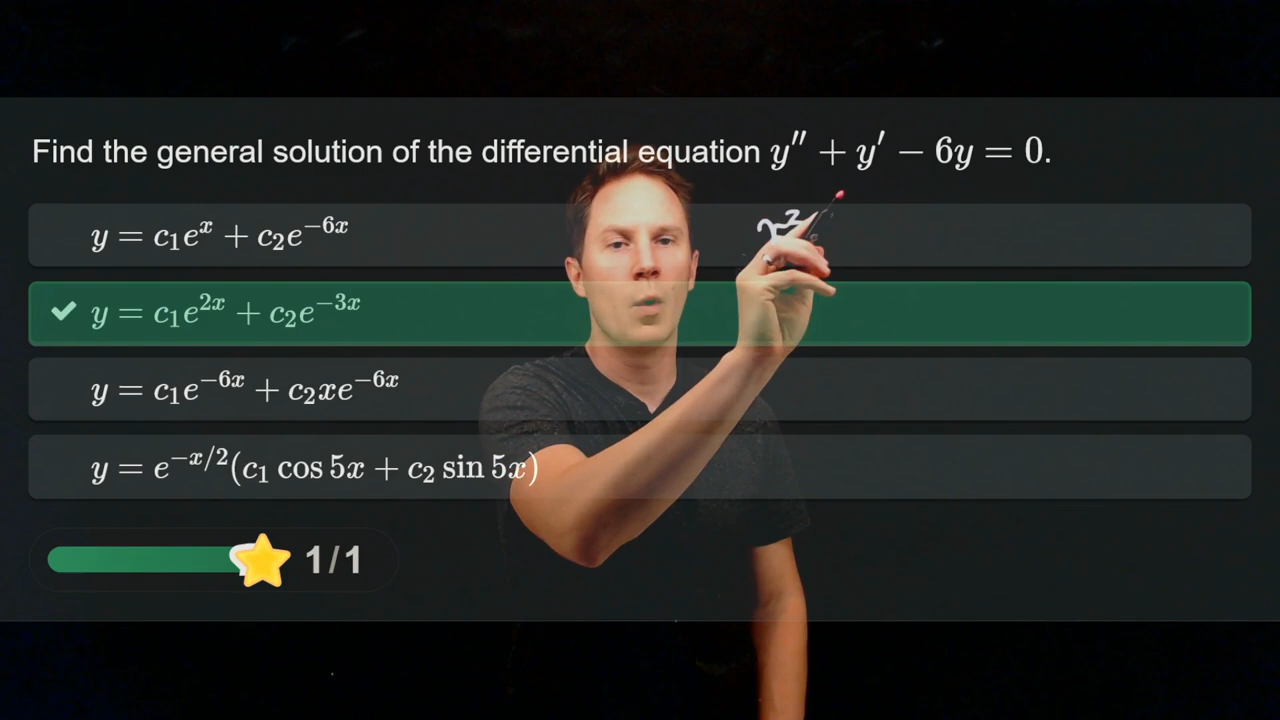 Find the general solution of the differential equation y″ + y′ − 6y = 0.
y = c₁eˣ + c₂e⁻⁶ˣ
r²
✓ y = c₁e²ˣ + c₂e⁻³ˣ
y = c₁e⁻⁶ˣ + c₂xe⁻⁶ˣ
y = e^{−x/2}(c₁ cos 5x + c₂ sin 5x)
1/1